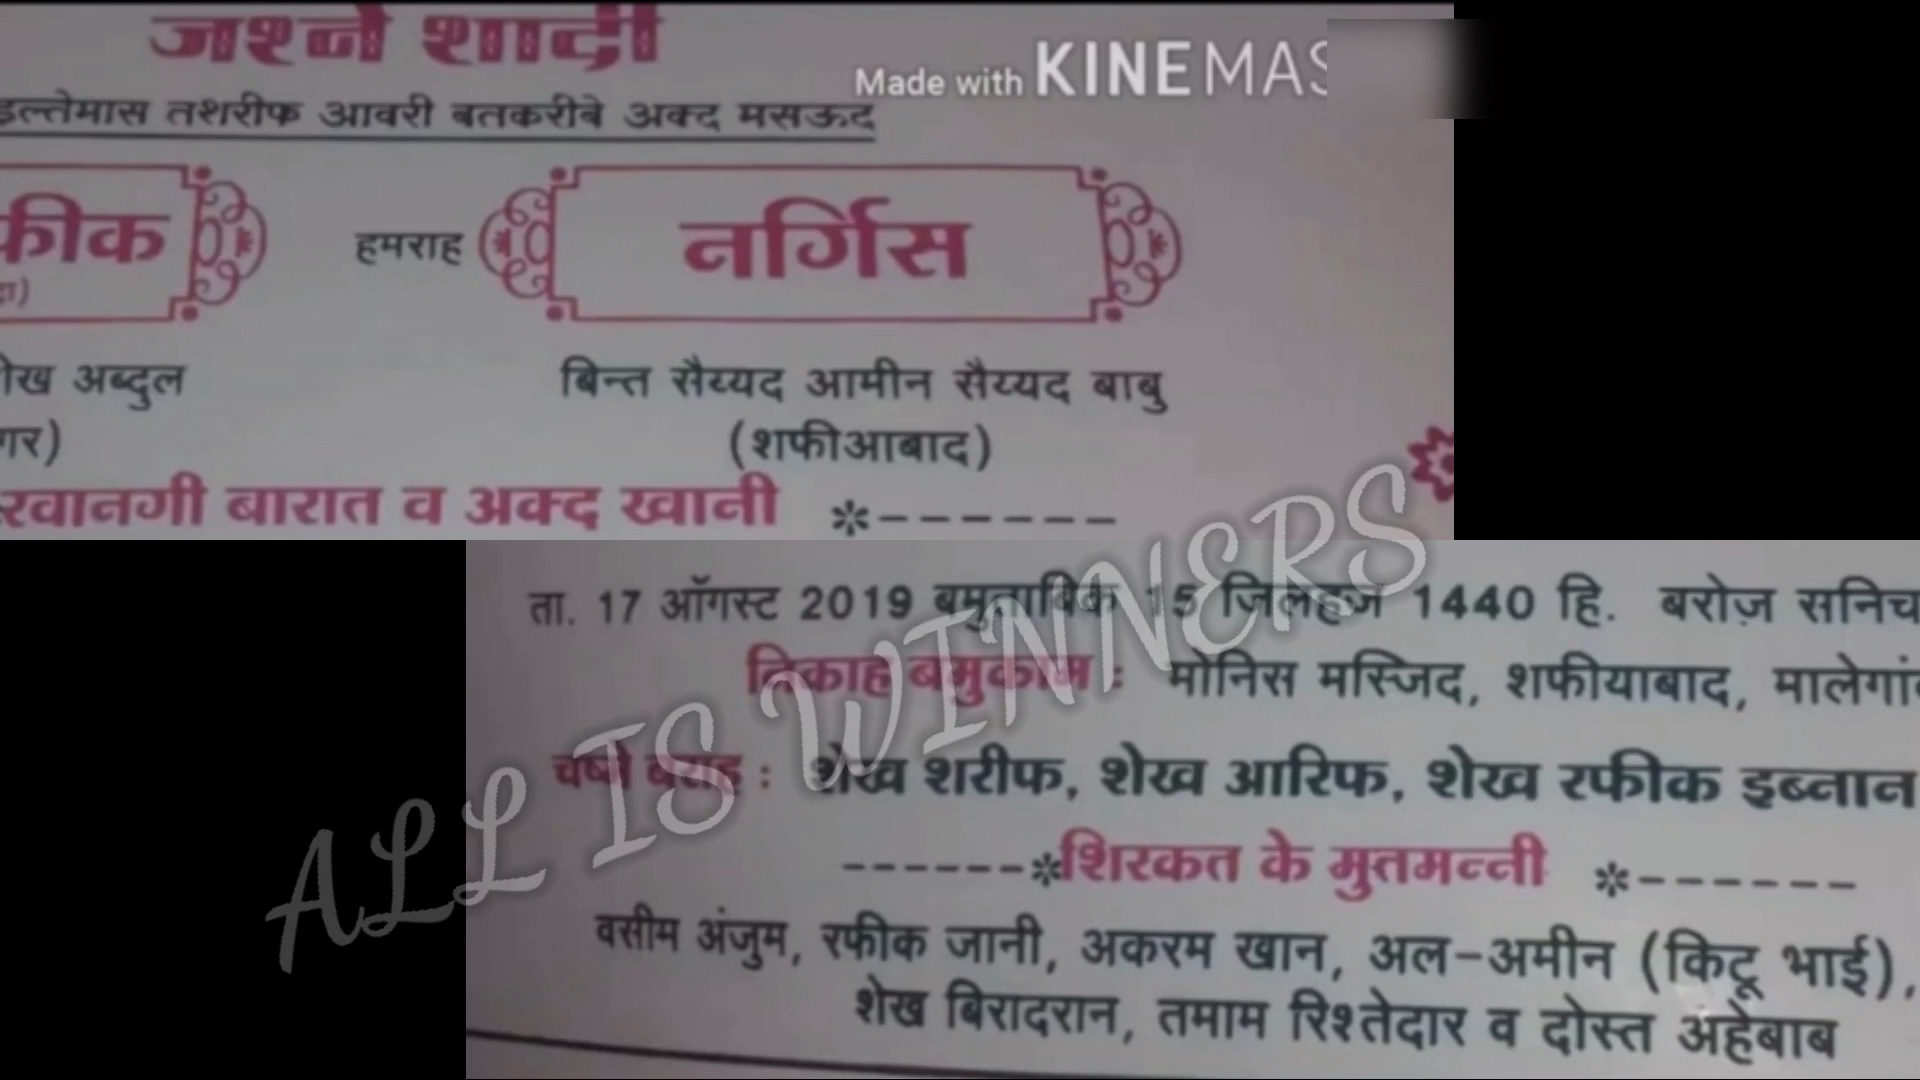 जश्ने शादी
Made with KINEMAS
इल्तेमास तशरीफ आवरी बतकरीबे अक्द मसऊद
फीक
हमराह
नर्गिस
ा)
ेख अब्दुल
बिन्त सैय्यद आमीन सैय्यद बाबु
गर)
(शफीआबाद)
रवानगी बारात व अक्द ख्वानी *------
ता. 17 ऑगस्ट 2019 बमुताबिक 15 जिलहज 1440 हि. बरोज़ सनिच
निकाह बमुकाम : मोनिस मस्जिद, शफीयाबाद, मालेगां
चष्मे बराह : शेख शरीफ, शेख आरिफ, शेख रफीक इब्नान
------*शिरकत के मुतमन्नी *------
वसीम अंजुम, रफीक जानी, अकरम खान, अल-अमीन (किटू भाई),
शेख बिरादरान, तमाम रिश्तेदार व दोस्त अहेबाब
ALL IS WINNERS